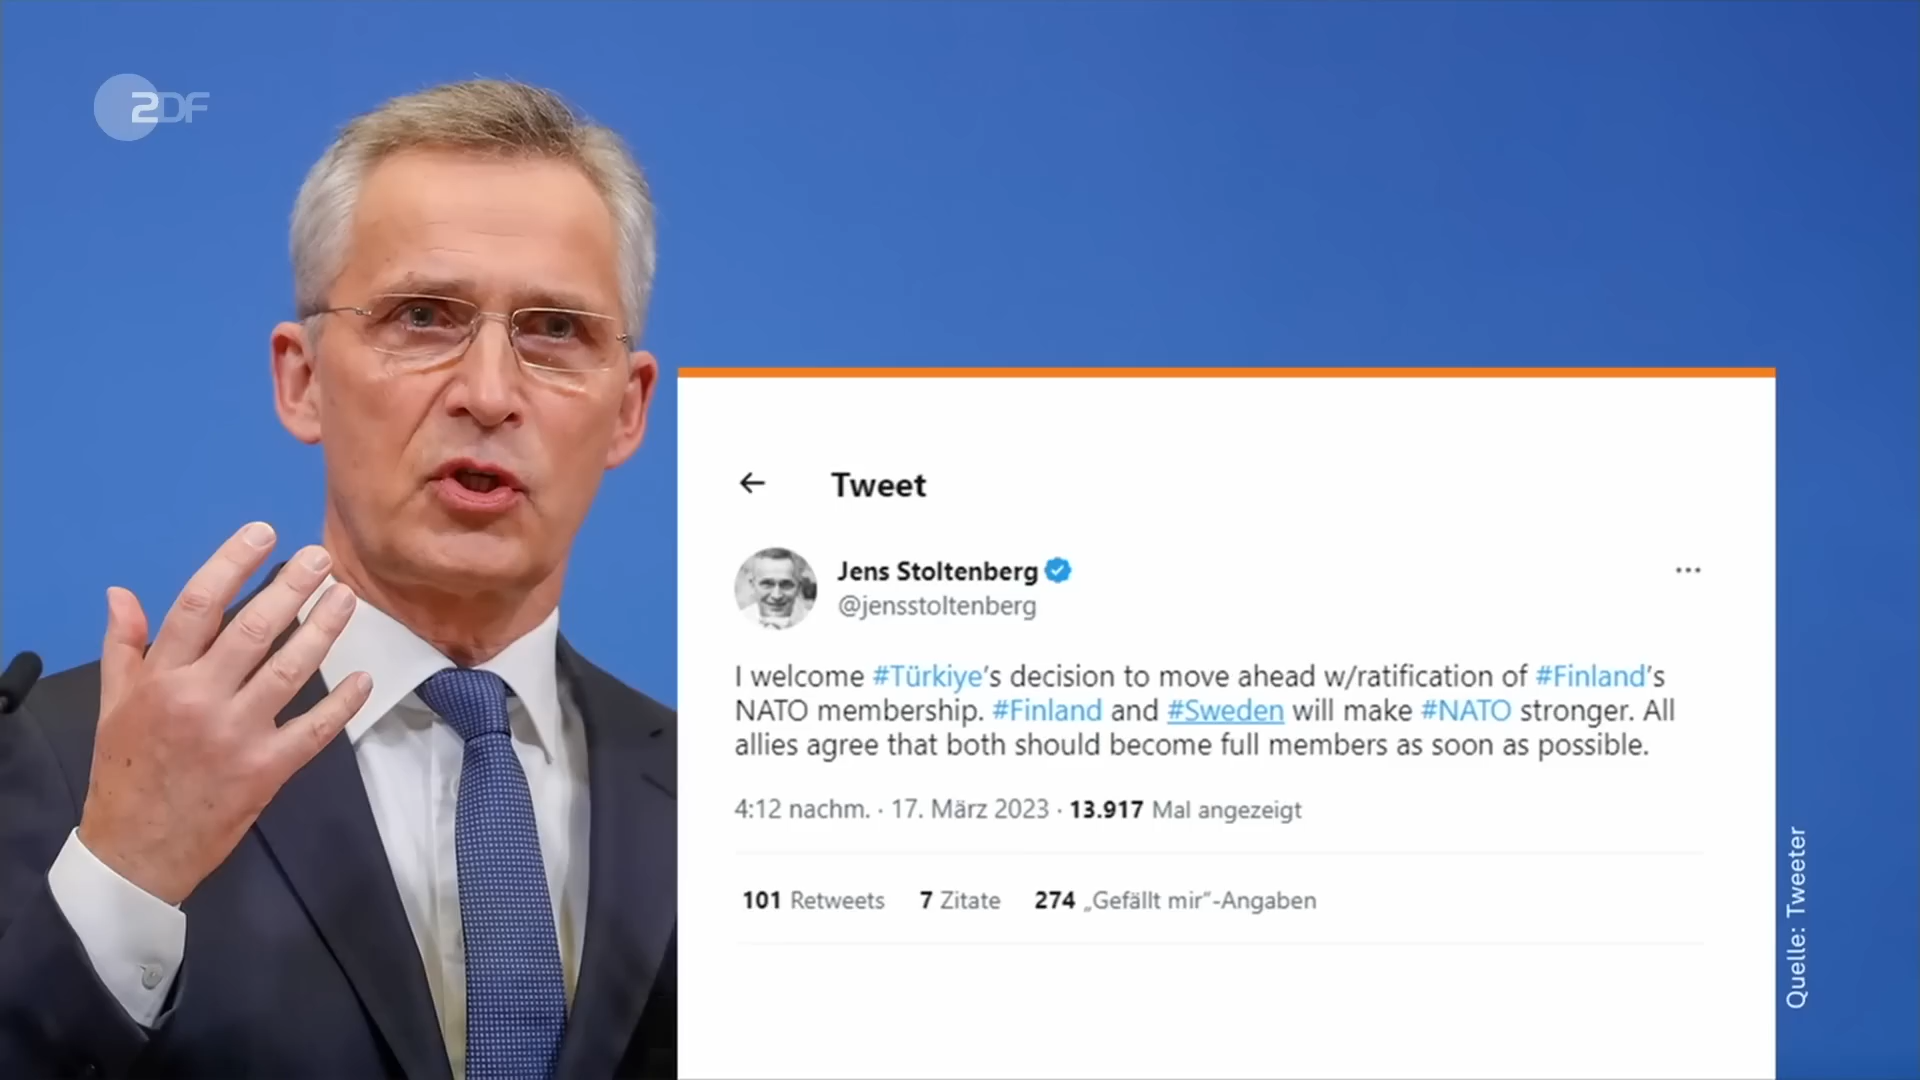 ZDF
Tweet
Jens Stoltenberg
@jensstoltenberg
I welcome #Türkiye's decision to move ahead w/ratification of #Finland's
NATO membership. #Finland and #Sweden will make #NATO stronger. All
allies agree that both should become full members as soon as possible.
4:12 nachm. · 17. März 2023 · 13.917 Mal angezeigt
101 Retweets 7 Zitate 274 „Gefällt mir“-Angaben
Quelle: Tweeter